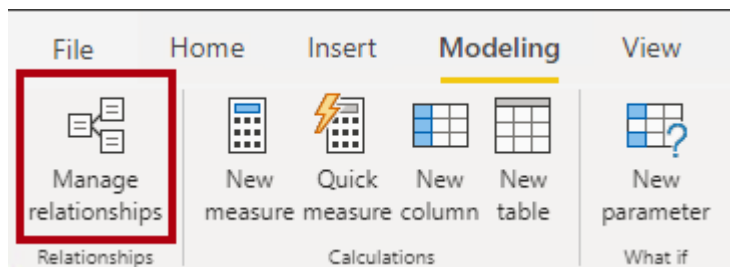 File Home Insert Modeling View
Manage New Quick New New New
relationships measure measure column table parameter
Relationships Calculations What if